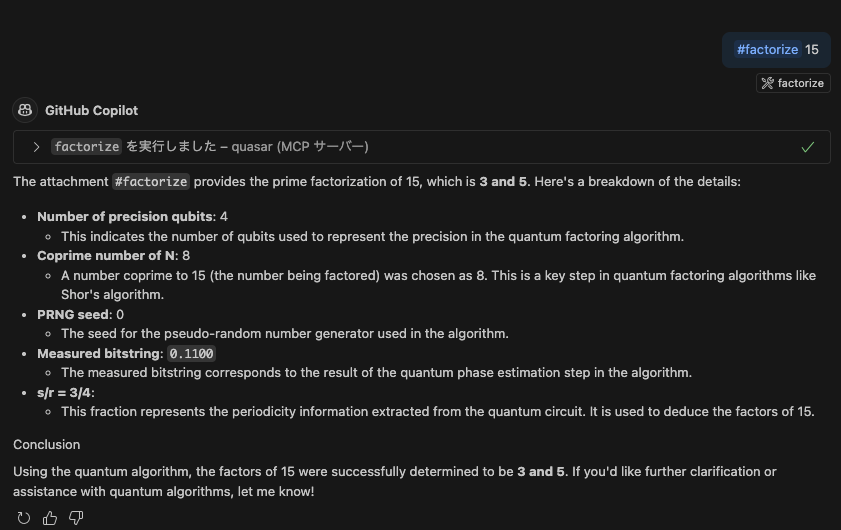 #factorize 15
factorize
GitHub Copilot
factorize を実行しました – quasar (MCP サーバー)
The attachment #factorize provides the prime factorization of 15, which is 3 and 5. Here's a breakdown of the details:
• Number of precision qubits: 4
◦ This indicates the number of qubits used to represent the precision in the quantum factoring algorithm.
• Coprime number of N: 8
◦ A number coprime to 15 (the number being factored) was chosen as 8. This is a key step in quantum factoring algorithms like
Shor's algorithm.
• PRNG seed: 0
◦ The seed for the pseudo-random number generator used in the algorithm.
• Measured bitstring: 0.1100
◦ The measured bitstring corresponds to the result of the quantum phase estimation step in the algorithm.
• s/r = 3/4:
◦ This fraction represents the periodicity information extracted from the quantum circuit. It is used to deduce the factors of 15.
Conclusion
Using the quantum algorithm, the factors of 15 were successfully determined to be 3 and 5. If you'd like further clarification or
assistance with quantum algorithms, let me know!